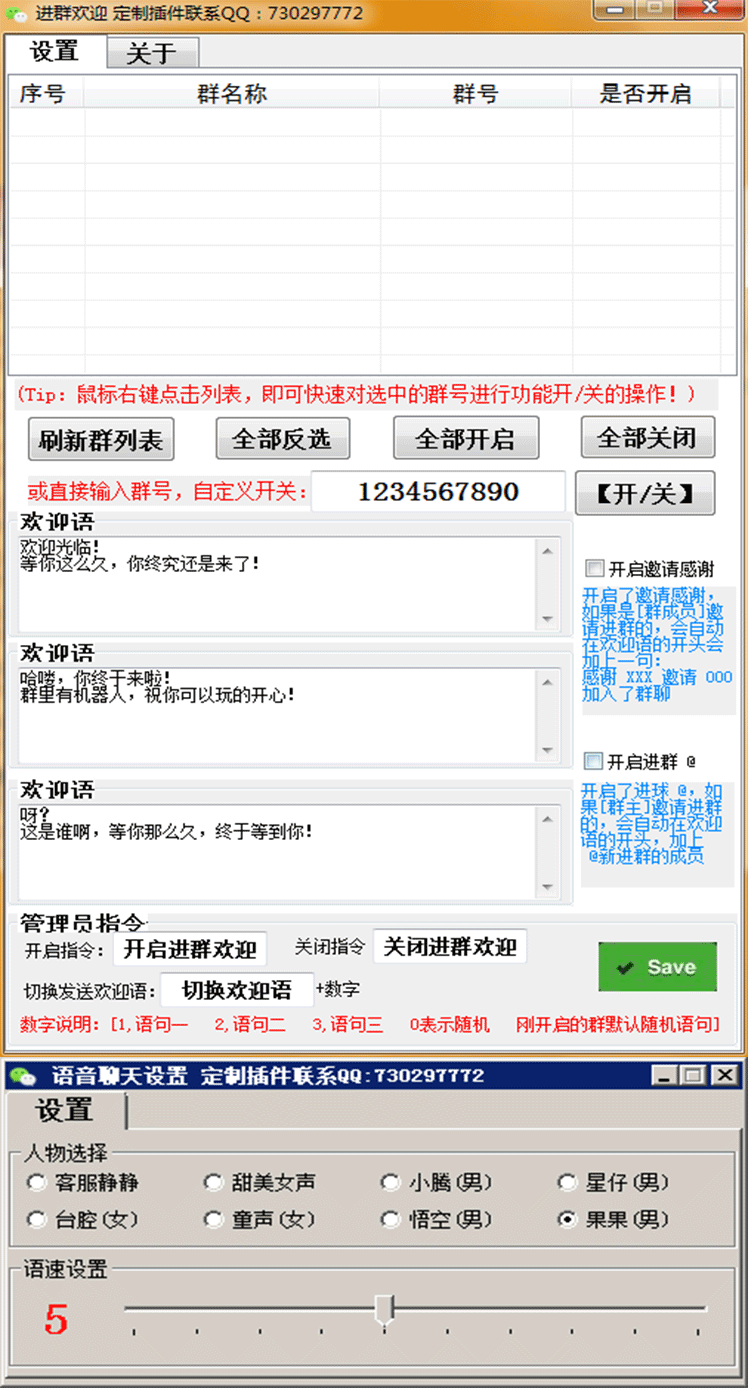 进群欢迎 定制插件联系QQ：730297772
设置 关于
序号 群名称 群号 是否开启
(Tip：鼠标右键点击列表，即可快速对选中的群号进行功能开/关的操作！)
刷新群列表 全部反选 全部开启 全部关闭
或直接输入群号，自定义开关： 1234567890 【开/关】
欢迎语
欢迎光临！
等你这么久，你终究还是来了！
欢迎语
哈喽，你终于来啦！
群里有机器人，祝你可以玩的开心！
欢迎语
呀？
这是谁啊，等你那么久，终于等到你！
开启邀请感谢
开启了邀请感谢，
如果是[群成员]邀
请进群的，会自动
在欢迎语的开头会
加上一句：
感谢 XXX 邀请 OOO
加入了群聊
开启进群 @
开启了进球 @，如
果[群主]邀请进群
的，会自动在欢迎
语的开头，加上
@新进群的成员
管理员指令
开启指令： 开启进群欢迎 关闭指令 关闭进群欢迎
Save
切换发送欢迎语： 切换欢迎语 +数字
数字说明：[1,语句一 2,语句二 3,语句三 0表示随机 刚开启的群默认随机语句]
语音聊天设置 定制插件联系QQ:730297772
设置
人物选择
客服静静 甜美女声 小腾(男) 星仔(男)
台腔(女) 童声(女) 悟空(男) 果果(男)
语速设置
5